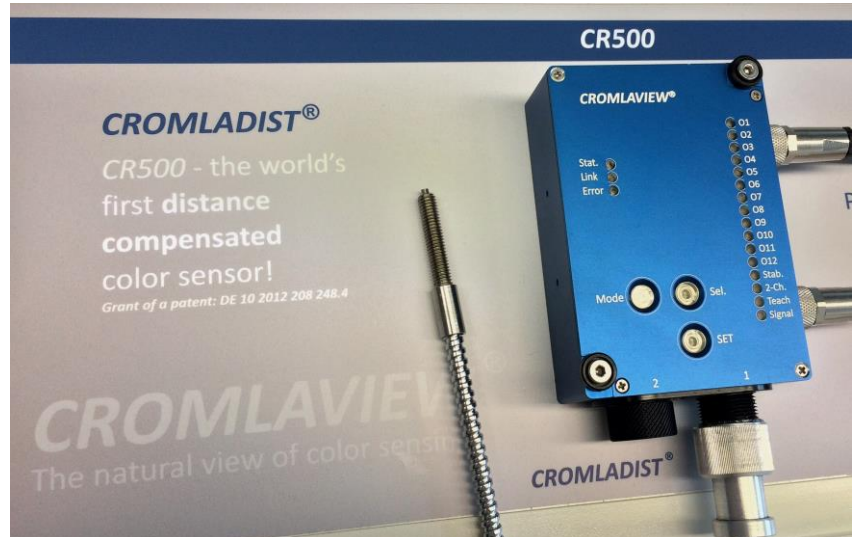 CR500
CROMLADIST®
CR500 - the world's
first distance
compensated
color sensor!
Grant of a patent: DE 10 2012 208 248.4
CROMLAVIEW®
The natural view of color sensing
CROMLADIST®
CROMLAVIEW®
Stat.
Link
Error
O1
O2
O3
O4
O5
O6
O7
O8
O9
O10
O11
O12
Stab.
2-Ch.
Teach
Signal
Mode
Sel.
SET
2
1
P